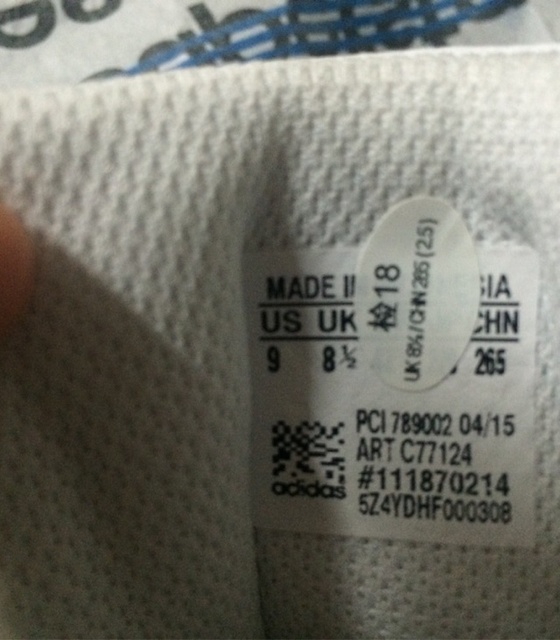 MADE I
IA
US UK
CHN
9 8½
265
检18
UK 8½ / CHN 265 (2.5)
PCI 789002 04/15
ART C77124
#111870214
adidas
5Z4YDHF000308